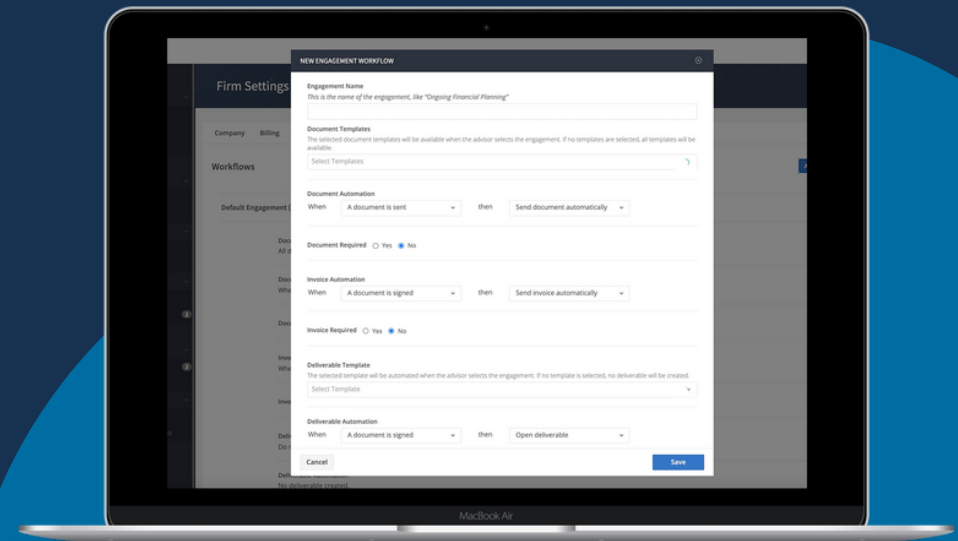 NEW ENGAGEMENT WORKFLOW
Engagement Name
This is the name of the engagement, like "Ongoing Financial Planning"
Firm Settings
Document Templates
The selected document templates will be available when the advisor selects the engagement. If no templates are selected, all templates will be
available.
Company Billing
Select Templates
Workflows
Document Automation
When A document is sent then Send document automatically
Default Engagement (
Document Required Yes No
All d
Invoice Automation
When A document is signed then Send invoice automatically
2
Invoice Required Yes No
Deliverable Template
The selected template will be automated when the advisor selects the engagement. If no template is selected, no deliverable will be created.
2
Select Template
Deliverable Automation
When A document is signed then Open deliverable
Cancel Save
No deliverable created.
MacBook Air